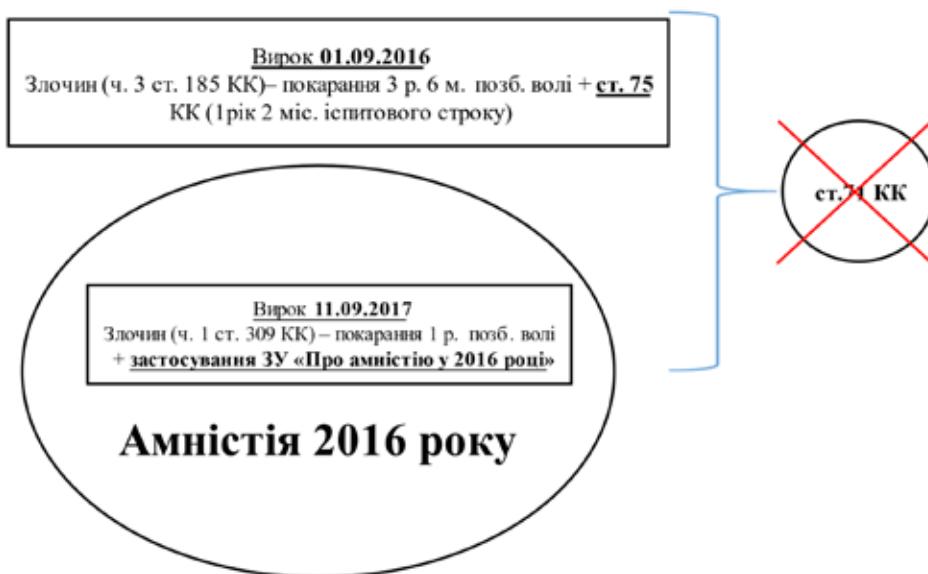 Вирок 01.09.2016
Злочин (ч. 3 ст. 185 КК)– покарання 3 р. 6 м. позб. волі + ст. 75
КК (1рік 2 міс. іспитового строку)
ст.71 КК
Вирок 11.09.2017
Злочин (ч. 1 ст. 309 КК) – покарання 1 р. позб. волі
+ застосування ЗУ «Про амністію у 2016 році»
Амністія 2016 року